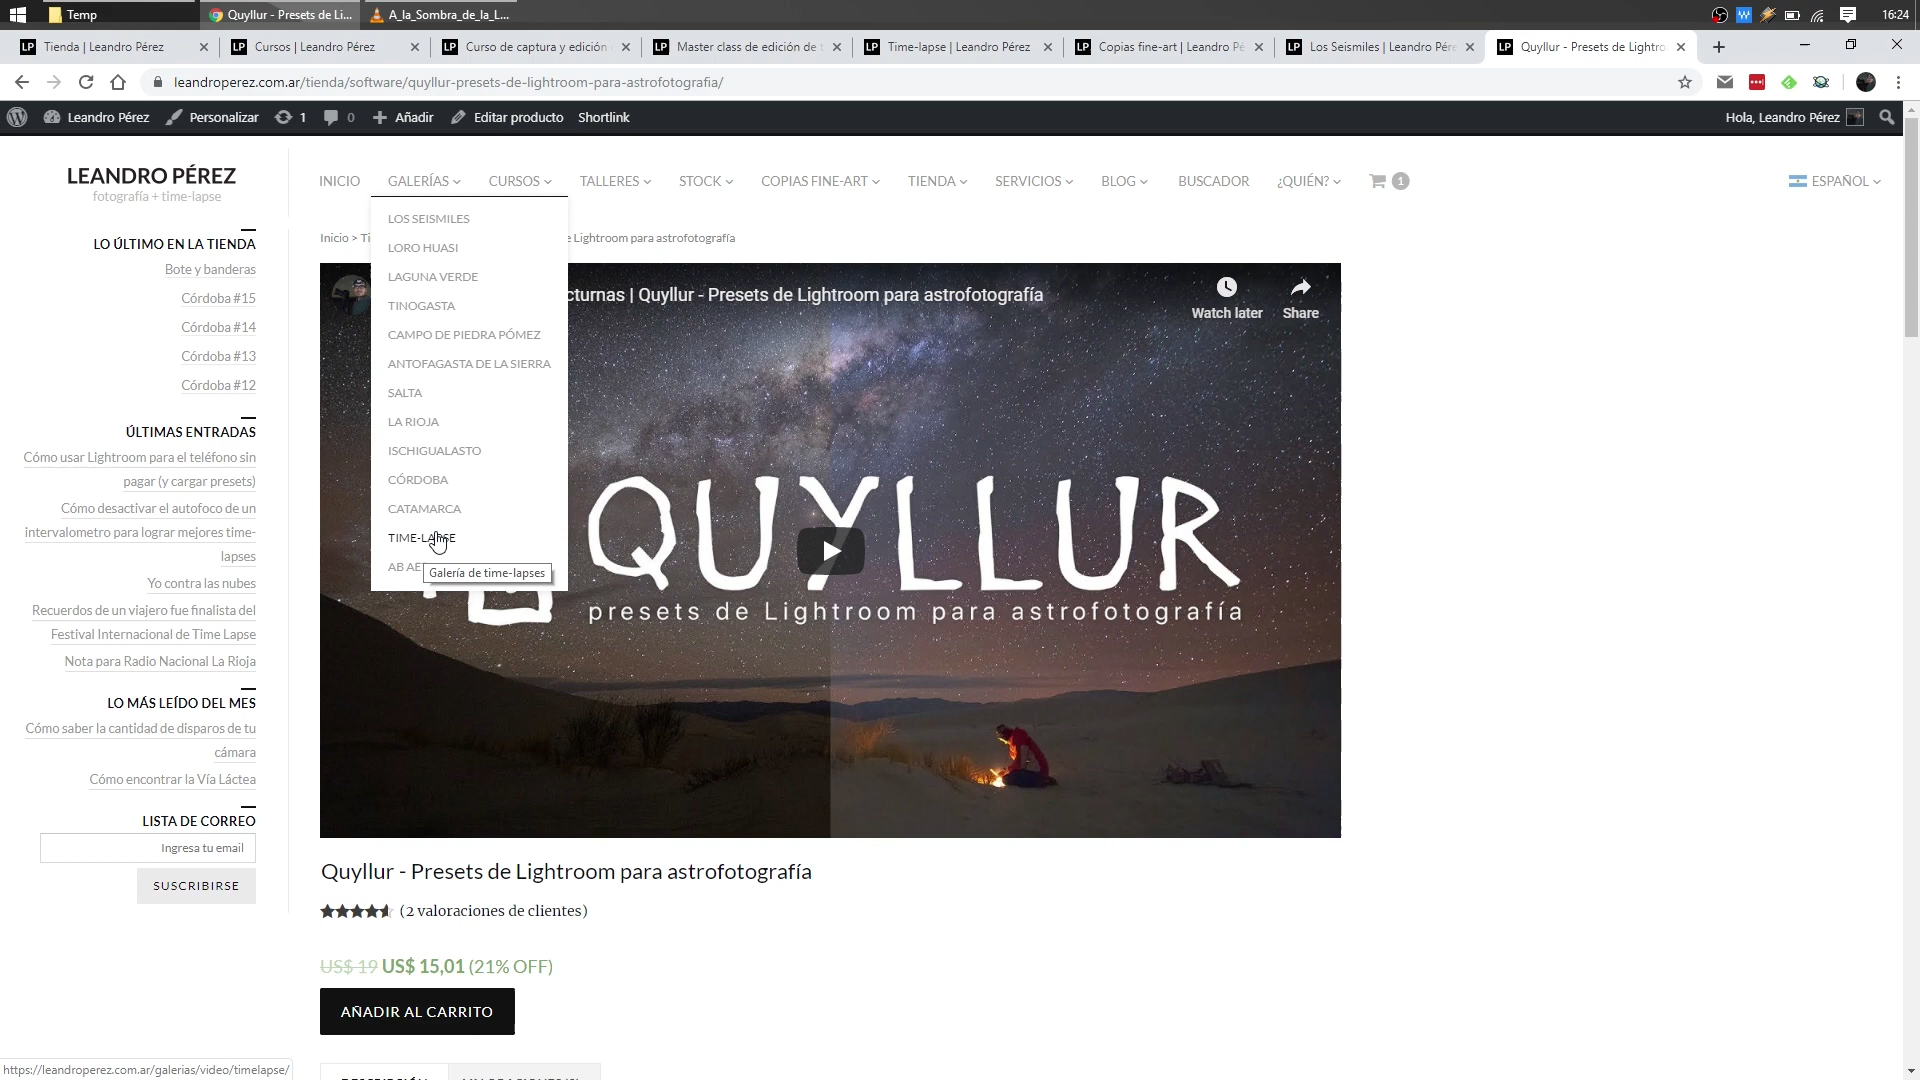 Temp
Quyllur - Presets de Li...
A_la_Sombra_de_la_L...
16:24
Tienda | Leandro Pérez
Cursos | Leandro Pérez
Curso de captura y edición
Master class de edición de
Time-lapse | Leandro Pérez
Copias fine-art | Leandro Pé
Los Seismiles | Leandro Pére
Quyllur - Presets de Lightro
leandroperez.com.ar/tienda/software/quyllur-presets-de-lightroom-para-astrofotografia/
Leandro Pérez
Personalizar
1
0
Añadir
Editar producto
Shortlink
Hola, Leandro Pérez
LEANDRO PÉREZ
fotografía + time-lapse
INICIO
GALERÍAS
CURSOS
TALLERES
STOCK
COPIAS FINE-ART
TIENDA
SERVICIOS
BLOG
BUSCADOR
¿QUIÉN?
1
ESPAÑOL
LOS SEISMILES
LORO HUASI
LAGUNA VERDE
TINOGASTA
CAMPO DE PIEDRA PÓMEZ
ANTOFAGASTA DE LA SIERRA
SALTA
LA RIOJA
ISCHIGUALASTO
CÓRDOBA
CATAMARCA
TIME-LAPSE
AB AE
Galería de time-lapses
LO ÚLTIMO EN LA TIENDA
Bote y banderas
Córdoba #15
Córdoba #14
Córdoba #13
Córdoba #12
ÚLTIMAS ENTRADAS
Cómo usar Lightroom para el teléfono sin
pagar (y cargar presets)
Cómo desactivar el autofoco de un
intervalometro para lograr mejores time-
lapses
Yo contra las nubes
Recuerdos de un viajero fue finalista del
Festival Internacional de Time Lapse
Nota para Radio Nacional La Rioja
LO MÁS LEÍDO DEL MES
Cómo saber la cantidad de disparos de tu
cámara
Cómo encontrar la Vía Láctea
LISTA DE CORREO
Ingresa tu email
SUSCRIBIRSE
Inicio > Ti
e Lightroom para astrofotografía
cturnas | Quyllur - Presets de Lightroom para astrofotografía
Watch later
Share
QUYLLUR
presets de Lightroom para astrofotografía
Quyllur - Presets de Lightroom para astrofotografía
(2 valoraciones de clientes)
US$ 19 US$ 15,01 (21% OFF)
AÑADIR AL CARRITO
https://leandroperez.com.ar/galerias/video/timelapse/